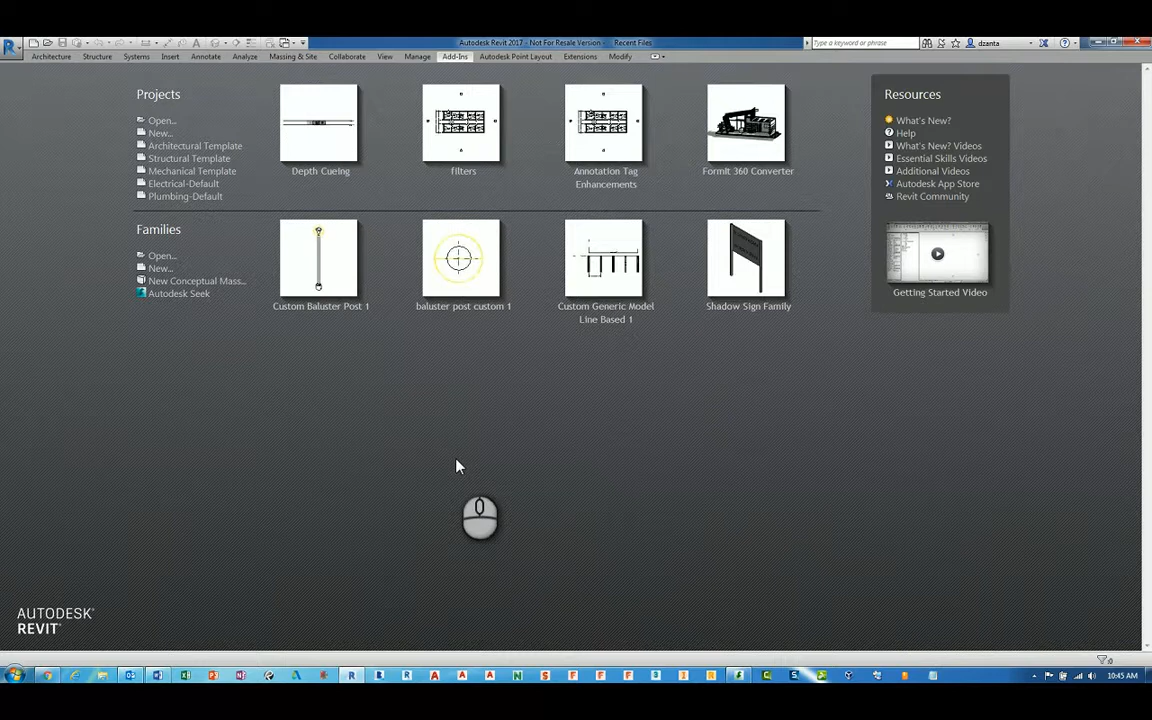 Autodesk Revit 2017 - Not For Resale Version - Recent Files
Type a keyword or phrase
dzanta
Architecture Structure Systems Insert Annotate Analyze Massing & Site Collaborate View Manage Add-Ins Autodesk Point Layout Extensions Modify
Projects
Open...
New...
Architectural Template
Structural Template
Mechanical Template
Electrical-Default
Plumbing-Default
Depth Cueing
filters
Annotation Tag
Enhancements
FormIt 360 Converter
Families
Open...
New...
New Conceptual Mass...
Autodesk Seek
Custom Baluster Post 1
baluster post custom 1
Custom Generic Model
Line Based 1
Shadow Sign Family
Resources
What's New?
Help
What's New? Videos
Essential Skills Videos
Additional Videos
Autodesk App Store
Revit Community
Getting Started Video
AUTODESK®
REVIT®
10:45 AM